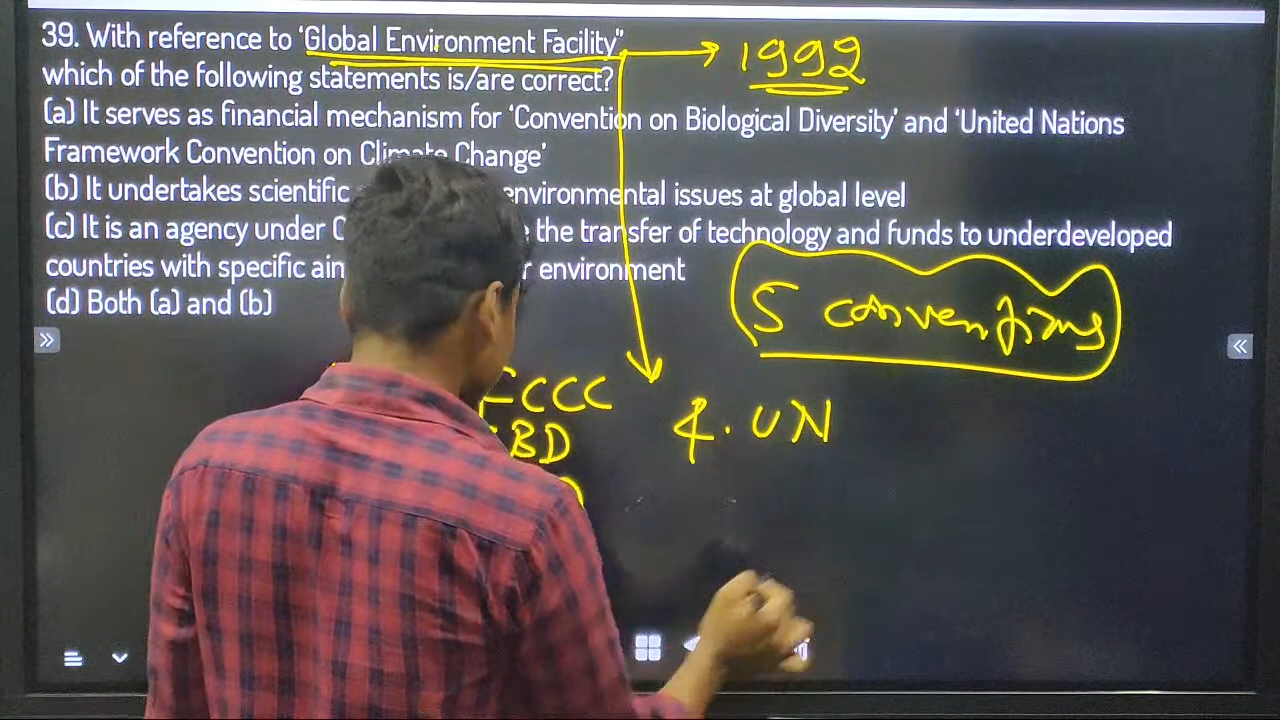 39. With reference to ‘Global Environment Facility”
1992
which of the following statements is/are correct?
(a) It serves as financial mechanism for ‘Convention on Biological Diversity’ and ‘United Nations
Framework Convention on Climate Change’
(b) It undertakes scientific environmental issues at global level
(c) It is an agency under the transfer of technology and funds to underdeveloped
countries with specific environment
(d) Both (a) and (b)
5 conventions
FCCC
4. UN
BD